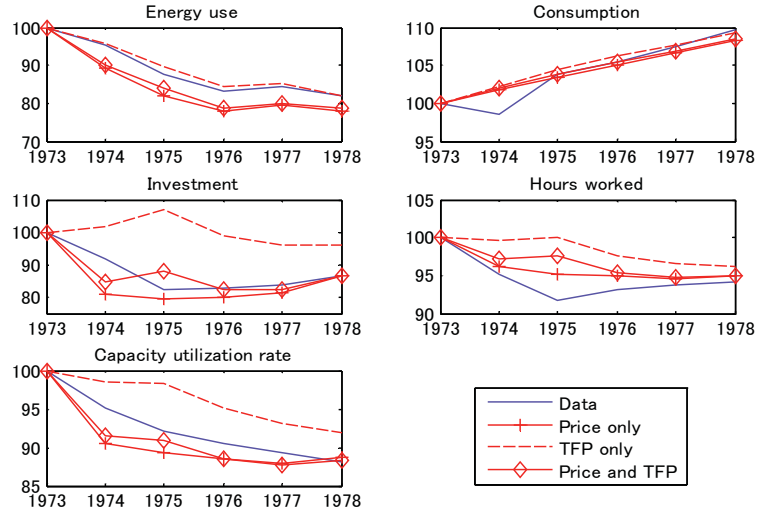 Energy use
100
90
80
70
1973 1974 1975 1976 1977 1978
Consumption
110
105
100
95
1973 1974 1975 1976 1977 1978
Investment
110
100
90
80
1973 1974 1975 1976 1977 1978
Hours worked
105
100
95
90
1973 1974 1975 1976 1977 1978
Capacity utilization rate
100
95
90
85
1973 1974 1975 1976 1977 1978
Data
Price only
TFP only
Price and TFP